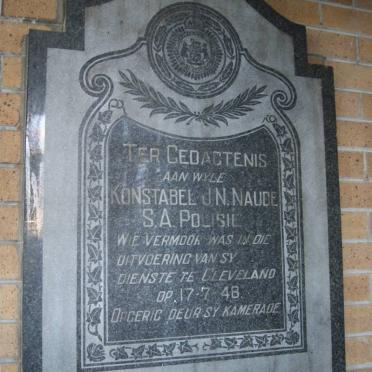 TER GEDACTENIS
AAN WYLE
KONSTABEL J.N. NAUDE
S.A. POLISIE
WIE VERMOOR WAS IN DIE
UITVOERING VAN SY
DIENSTE TE CLEVELAND
OP 17-7-48
OPGERIG DEUR SY KAMERADE